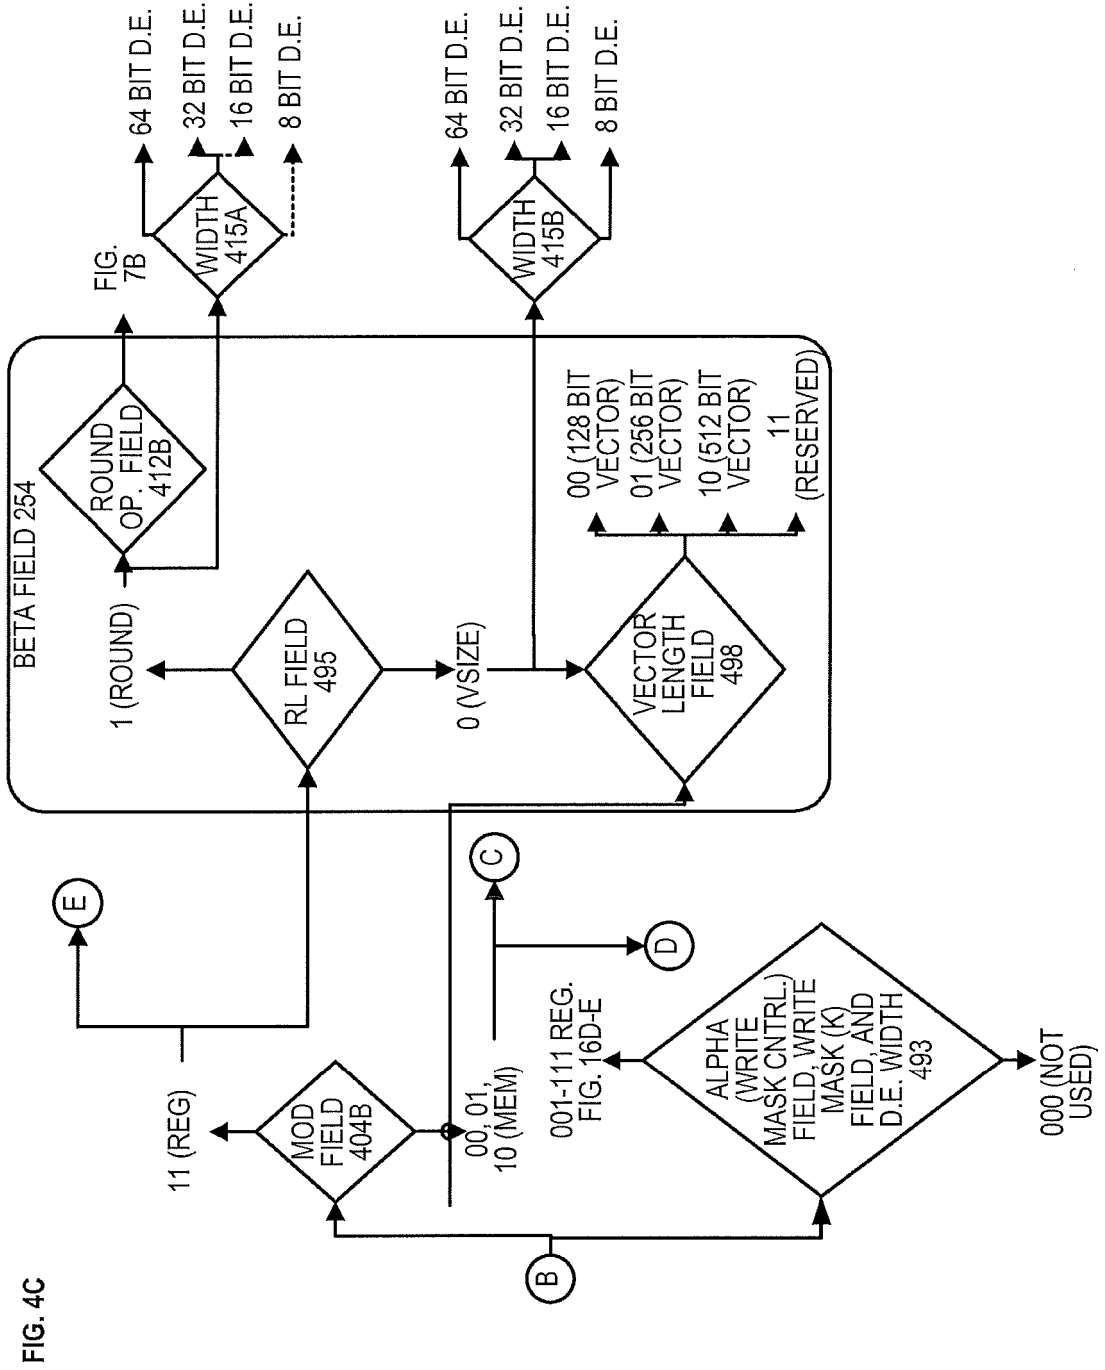 FIG. 4C
B
MOD
FIELD
404B
11 (REG)
00, 01,
10 (MEM)
ALPHA
(WRITE
MASK CNTRL.)
FIELD, WRITE
MASK (K)
FIELD, AND
D.E. WIDTH
493
001-111 REG.
FIG. 16D-E
000 (NOT
USED)
E
C
D
BETA FIELD 254
RL FIELD
495
1 (ROUND)
0 (VSIZE)
ROUND
OP. FIELD
412B
FIG.
7B
VECTOR
LENGTH
FIELD
498
00 (128 BIT
VECTOR)
01 (256 BIT
VECTOR)
10 (512 BIT
VECTOR)
11
(RESERVED)
WIDTH
415A
64 BIT D.E.
32 BIT D.E.
16 BIT D.E.
8 BIT D.E.
WIDTH
415B
64 BIT D.E.
32 BIT D.E.
16 BIT D.E.
8 BIT D.E.